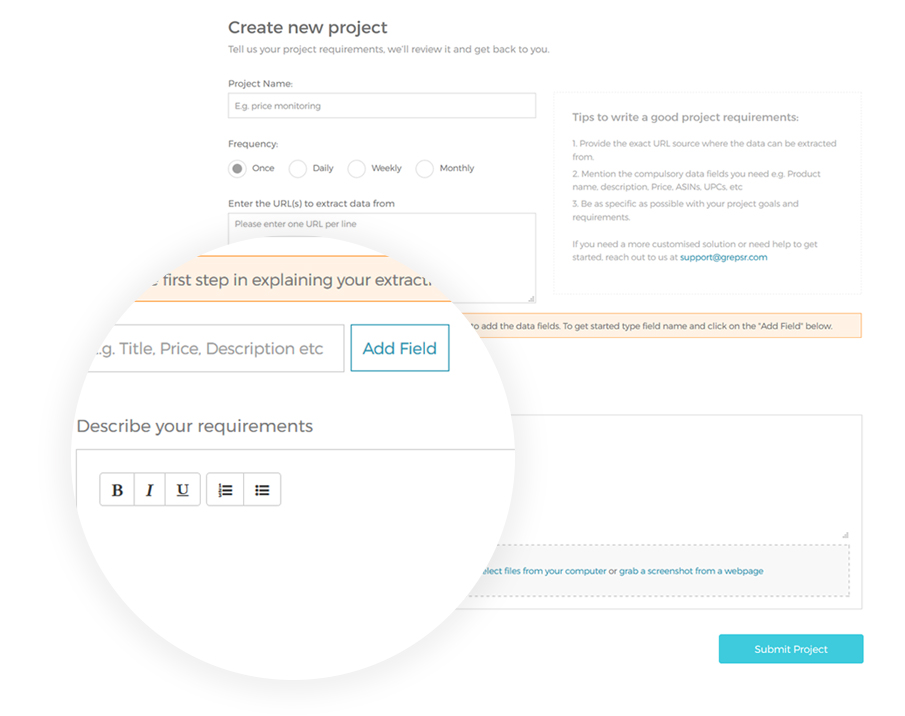 Create new project
Tell us your project requirements, we'll review it and get back to you.
Project Name:
E.g. price monitoring
Frequency:
Once Daily Weekly Monthly
Enter the URL(s) to extract data from
Please enter one URL per line
Tips to write a good project requirements:
1. Provide the exact URL source where the data can be extracted
from.
2. Mention the compulsory data fields you need e.g. Product
name, description, Price, ASINs, UPCs, etc
3. Be as specific as possible with your project goals and
requirements.
If you need a more customised solution or need help to get
started, reach out to us at support@grepsr.com
first step in explaining your
to add the data fields. To get started type field name and click on the "Add Field" below.
Title, Price, Description etc
Add Field
Describe your requirements
B I U
files from your computer or grab a screenshot from a webpage
Submit Project